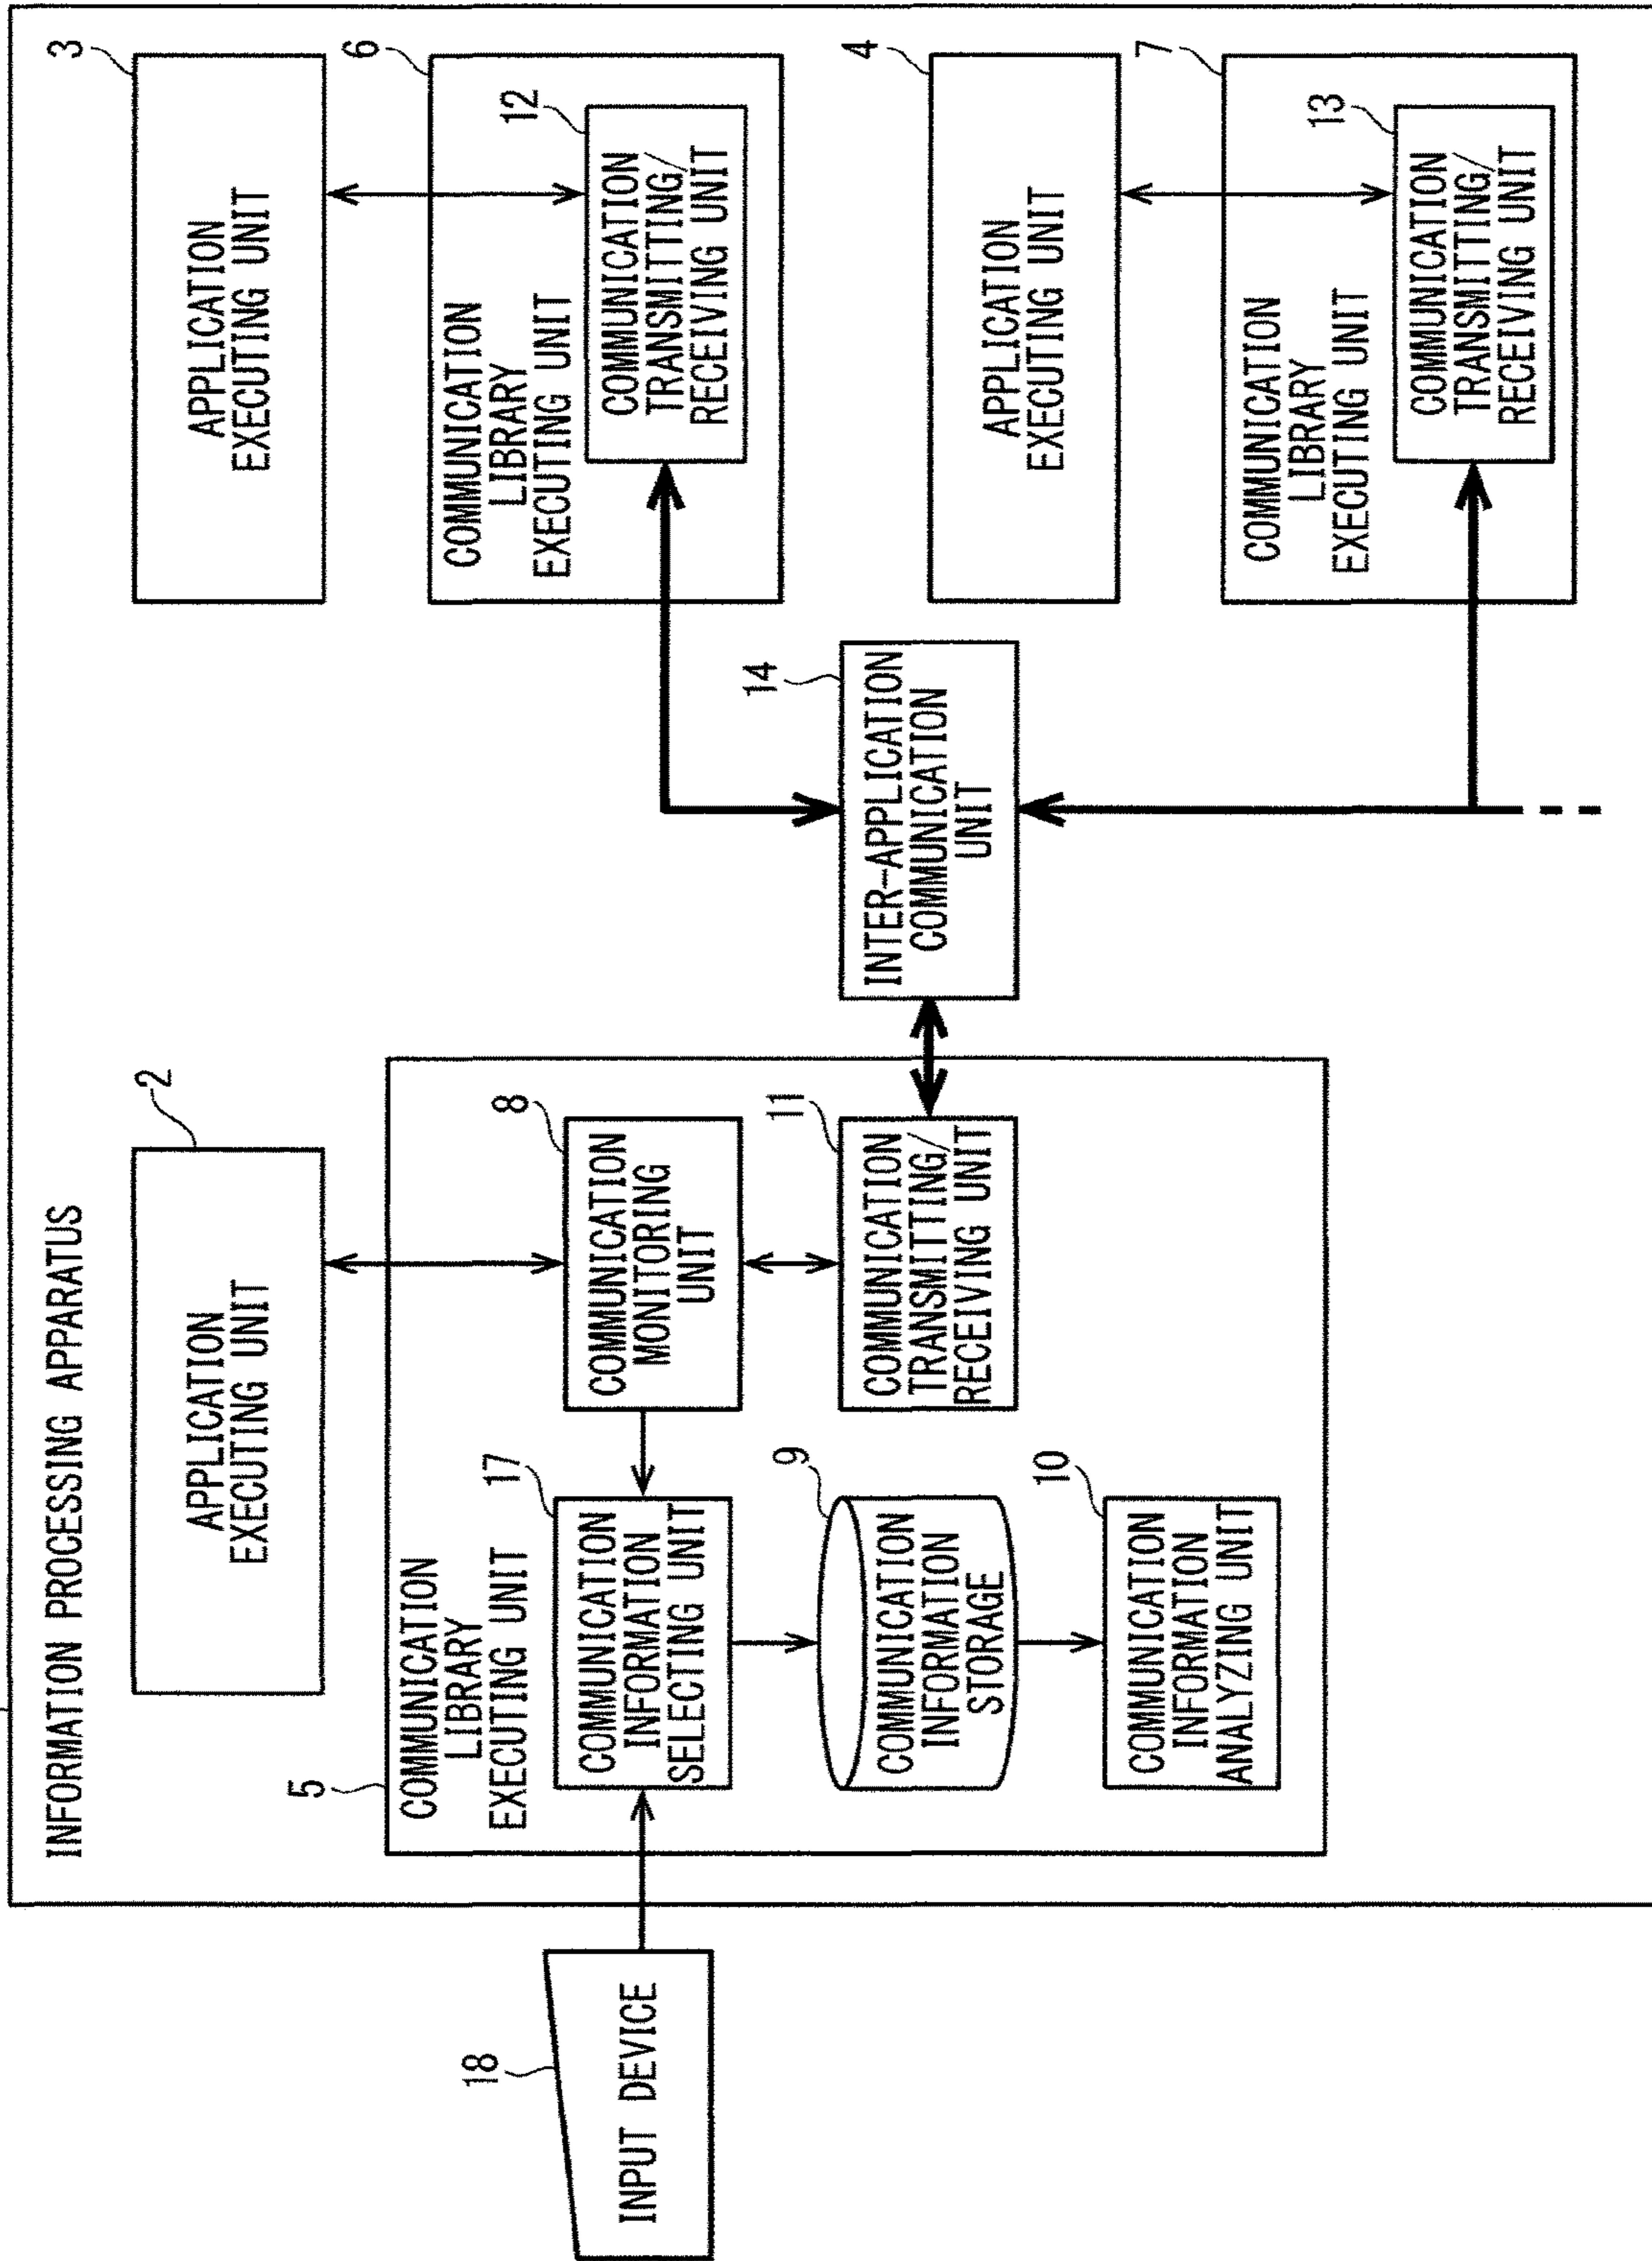 INFORMATION PROCESSING APPARATUS
2
APPLICATION
EXECUTING UNIT
3
APPLICATION
EXECUTING UNIT
5
COMMUNICATION
LIBRARY
EXECUTING UNIT
8
COMMUNICATION
MONITORING
UNIT
17
COMMUNICATION
INFORMATION
SELECTING UNIT
18
INPUT DEVICE
9
COMMUNICATION
INFORMATION
STORAGE
11
COMMUNICATION
TRANSMITTING/
RECEIVING UNIT
10
COMMUNICATION
INFORMATION
ANALYZING UNIT
14
INTER-APPLICATION
COMMUNICATION
UNIT
6
COMMUNICATION
LIBRARY
EXECUTING UNIT
12
COMMUNICATION
TRANSMITTING/
RECEIVING UNIT
4
APPLICATION
EXECUTING UNIT
7
COMMUNICATION
LIBRARY
EXECUTING UNIT
13
COMMUNICATION
TRANSMITTING/
RECEIVING UNIT